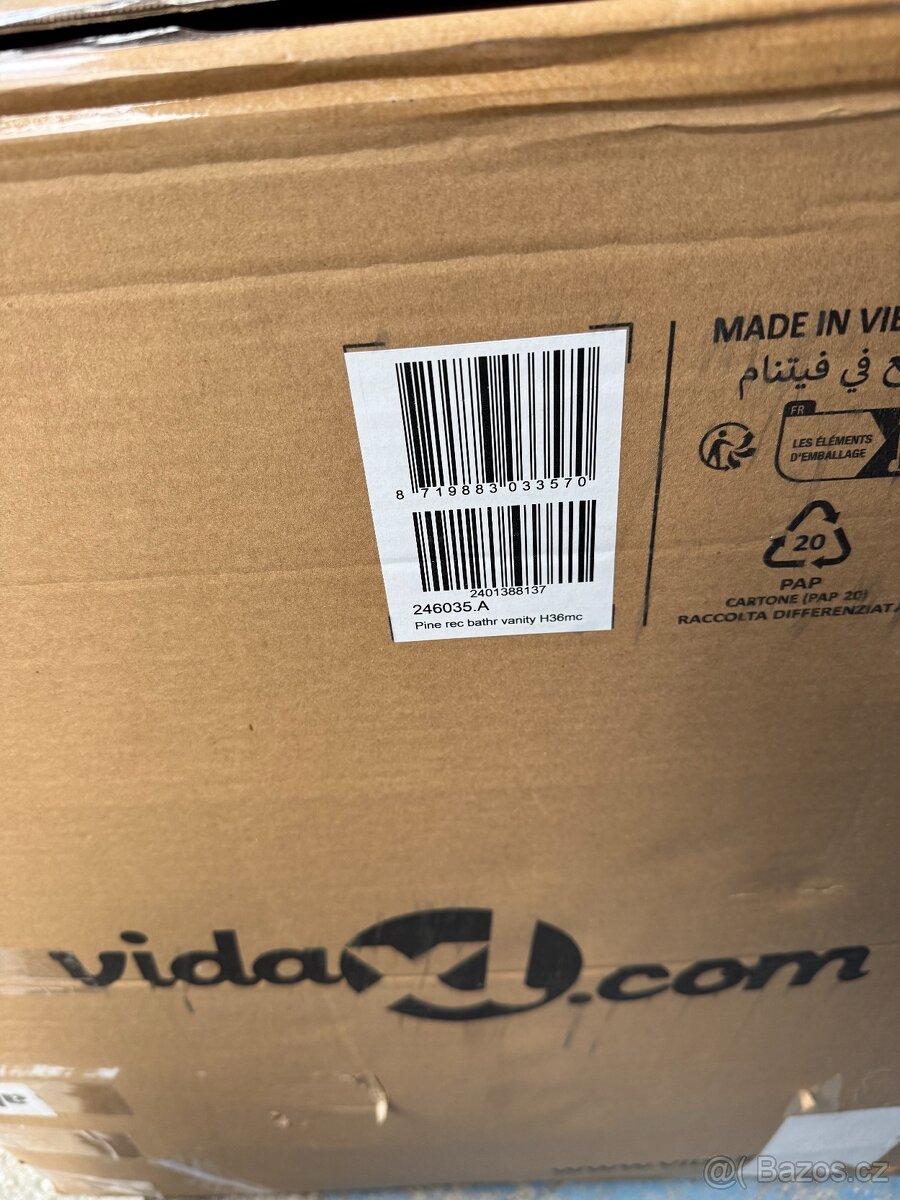 MADE IN VIE
ع في فيتنام
FR
LES ÉLÉMENTS
D'EMBALLAGE
8 719883 033570
2401388137
246035.A
Pine rec bathr vanity H36mc
20
PAP
CARTONE (PAP 20)
RACCOLTA DIFFERENZIATA
vidaXL.com
@( Bazos.cz